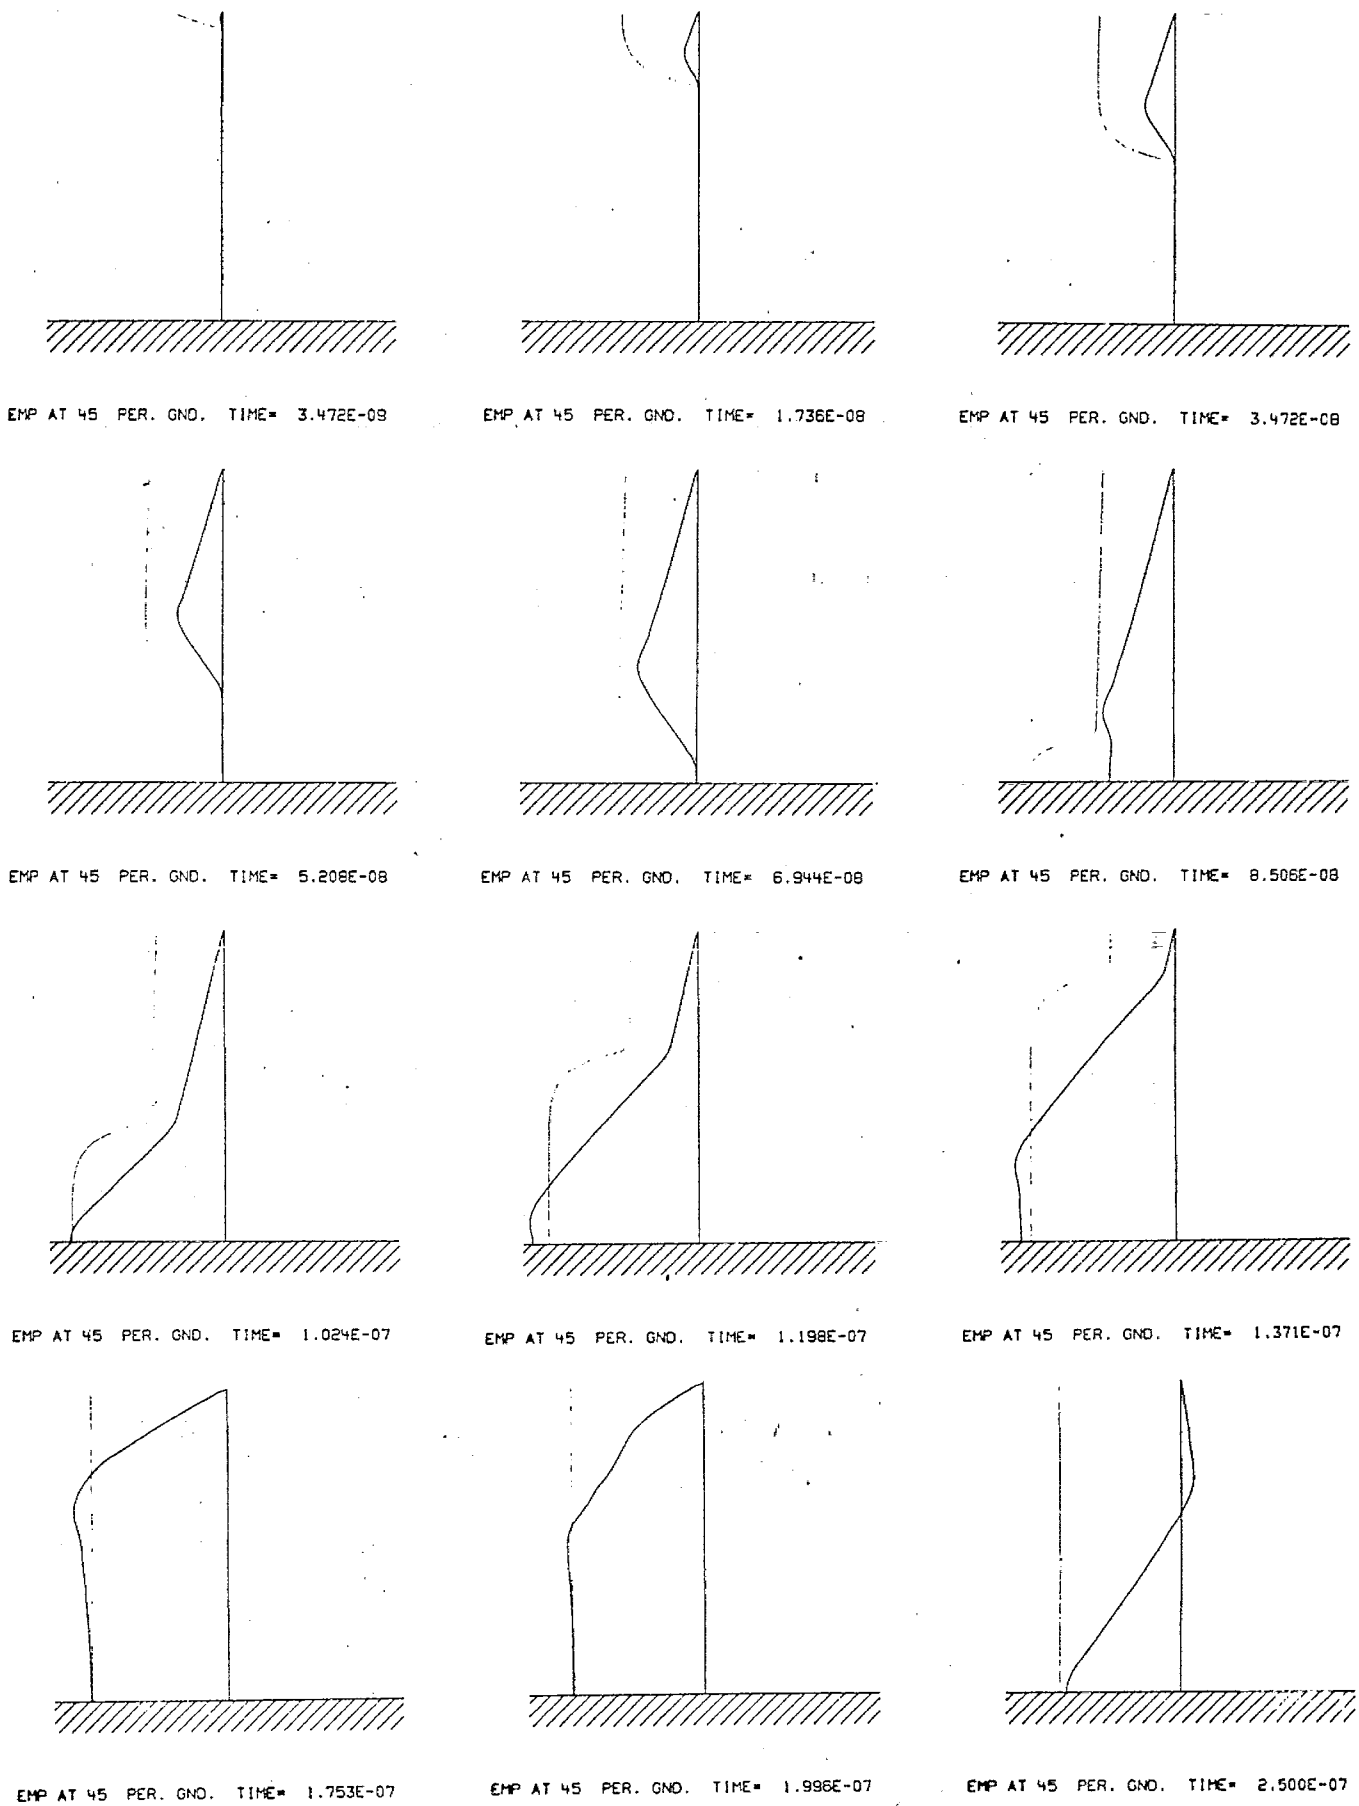 EMP AT 45 PER. GND. TIME= 3.472E-09
EMP AT 45 PER. GND. TIME= 1.736E-08
EMP AT 45 PER. GND. TIME= 3.472E-08
EMP AT 45 PER. GND. TIME= 5.208E-08
EMP AT 45 PER. GND. TIME= 6.944E-08
EMP AT 45 PER. GND. TIME= 8.506E-08
EMP AT 45 PER. GND. TIME= 1.024E-07
EMP AT 45 PER. GND. TIME= 1.198E-07
EMP AT 45 PER. GND. TIME= 1.371E-07
EMP AT 45 PER. GND. TIME= 1.753E-07
EMP AT 45 PER. GND. TIME= 1.996E-07
EMP AT 45 PER. GND. TIME= 2.500E-07